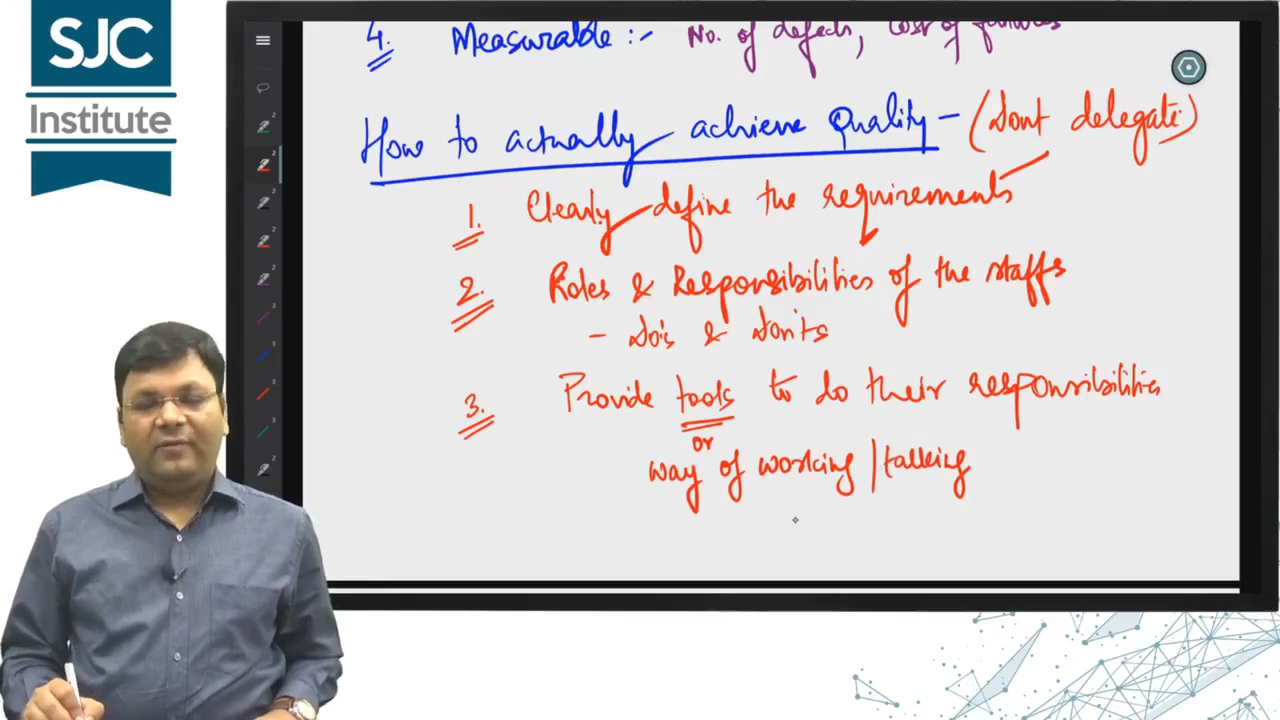 SJC
Institute
4. Measurable :- No. of defects, Cost of failures
How to actually achieve Quality - (Dont delegate)
1. Clearly define the requirements
2. Roles & Responsibilities of the staffs
- Do's & Don'ts
3. Provide tools to do their responsibilities
or
way of working / talking